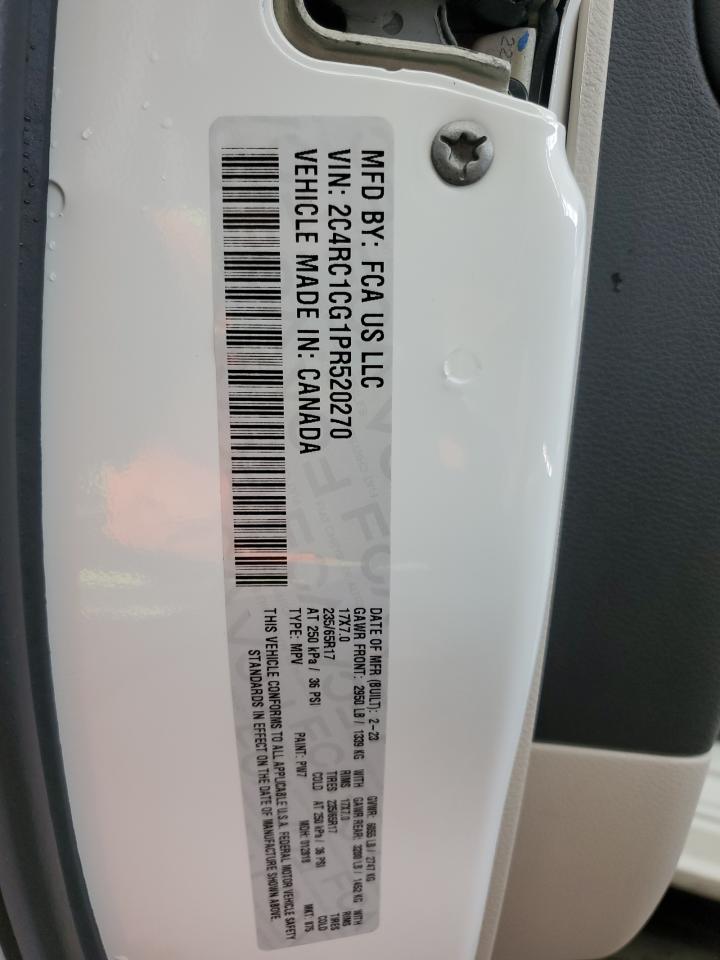 MFD BY: FCA US LLC
VIN: 2C4RC1CG1PR520270
VEHICLE MADE IN: CANADA
DATE OF MFR (BUILT): 2-23 GVWR: 6055 LB / 2747 KG
GAWR FRONT: 2950 LB / 1339 KG WITH GAWR REAR: 3200 LB / 1452 KG WITH
17X7.0 RIMS 17X7.0 RIMS
235/65R17 TIRES 235/65R17 TIRES
AT 250 kPa / 36 PSI COLD AT 250 kPa / 36 PSI COLD
TYPE: MPV PAINT: PW7 MDH: 012818 MKT: 
THIS VEHICLE CONFORMS TO ALL APPLICABLE U.S.A. FEDERAL MOTOR VEHICLE SAFETY
STANDARDS IN EFFECT ON THE DATE OF MANUFACTURE SHOWN ABOVE.
22